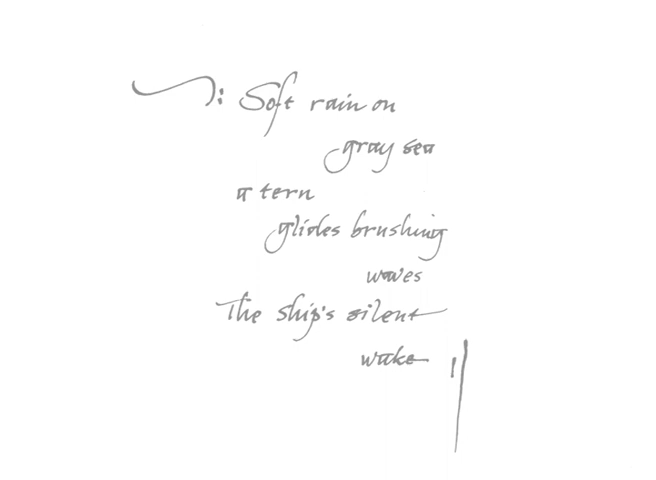 Soft rain on
gray sea
a tern
glides brushing
waves
The ship's silent
wake